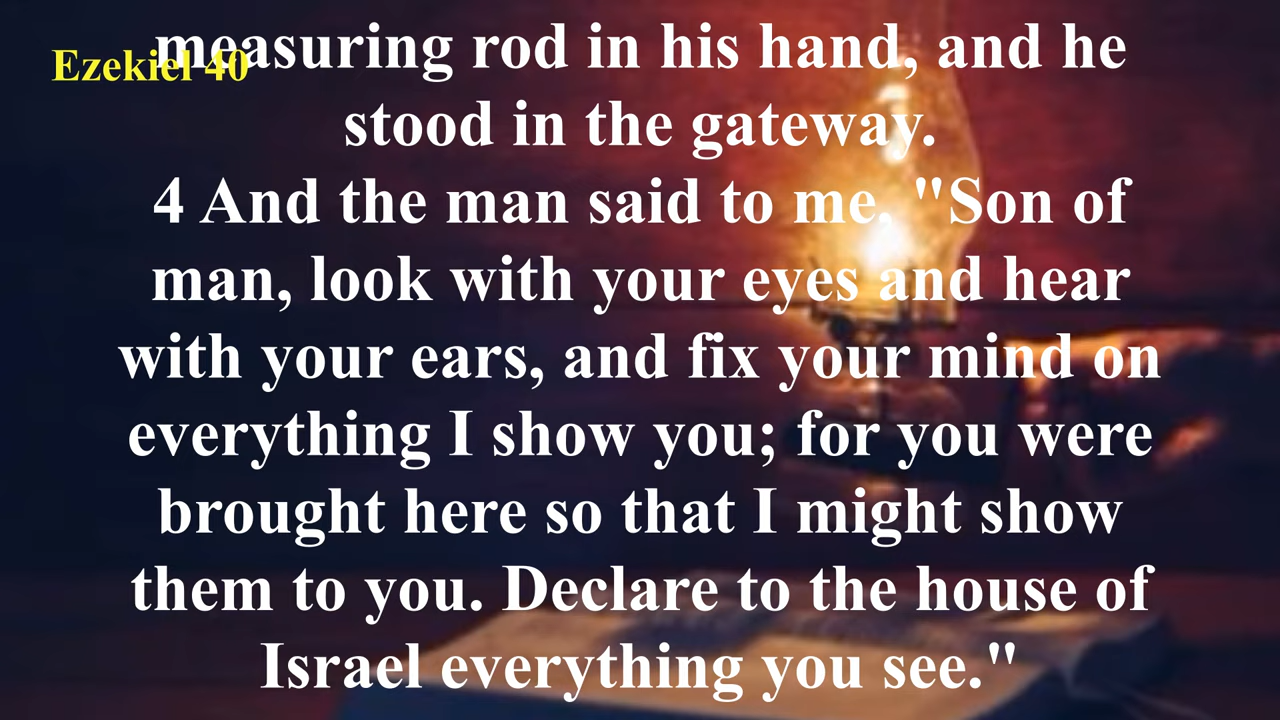 Ezekiel 40
measuring rod in his hand, and he
stood in the gateway.
4 And the man said to me, "Son of
man, look with your eyes and hear
with your ears, and fix your mind on
everything I show you; for you were
brought here so that I might show
them to you. Declare to the house of
Israel everything you see."